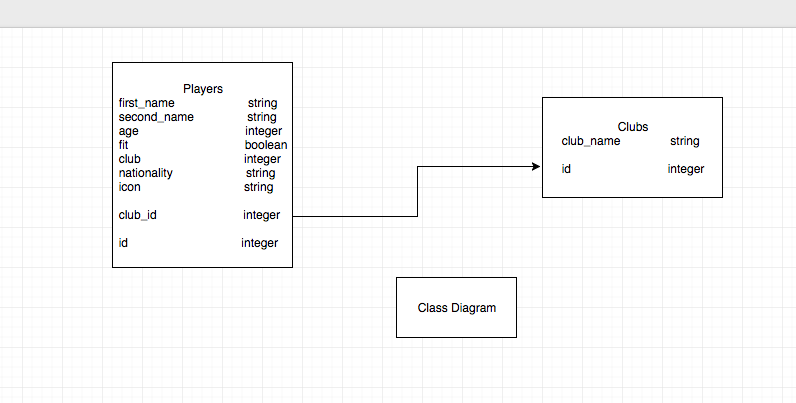 Players
first_name string
second_name string
age integer
fit boolean
club integer
nationality string
icon string
club_id integer
id integer
Clubs
club_name string
id integer
Class Diagram